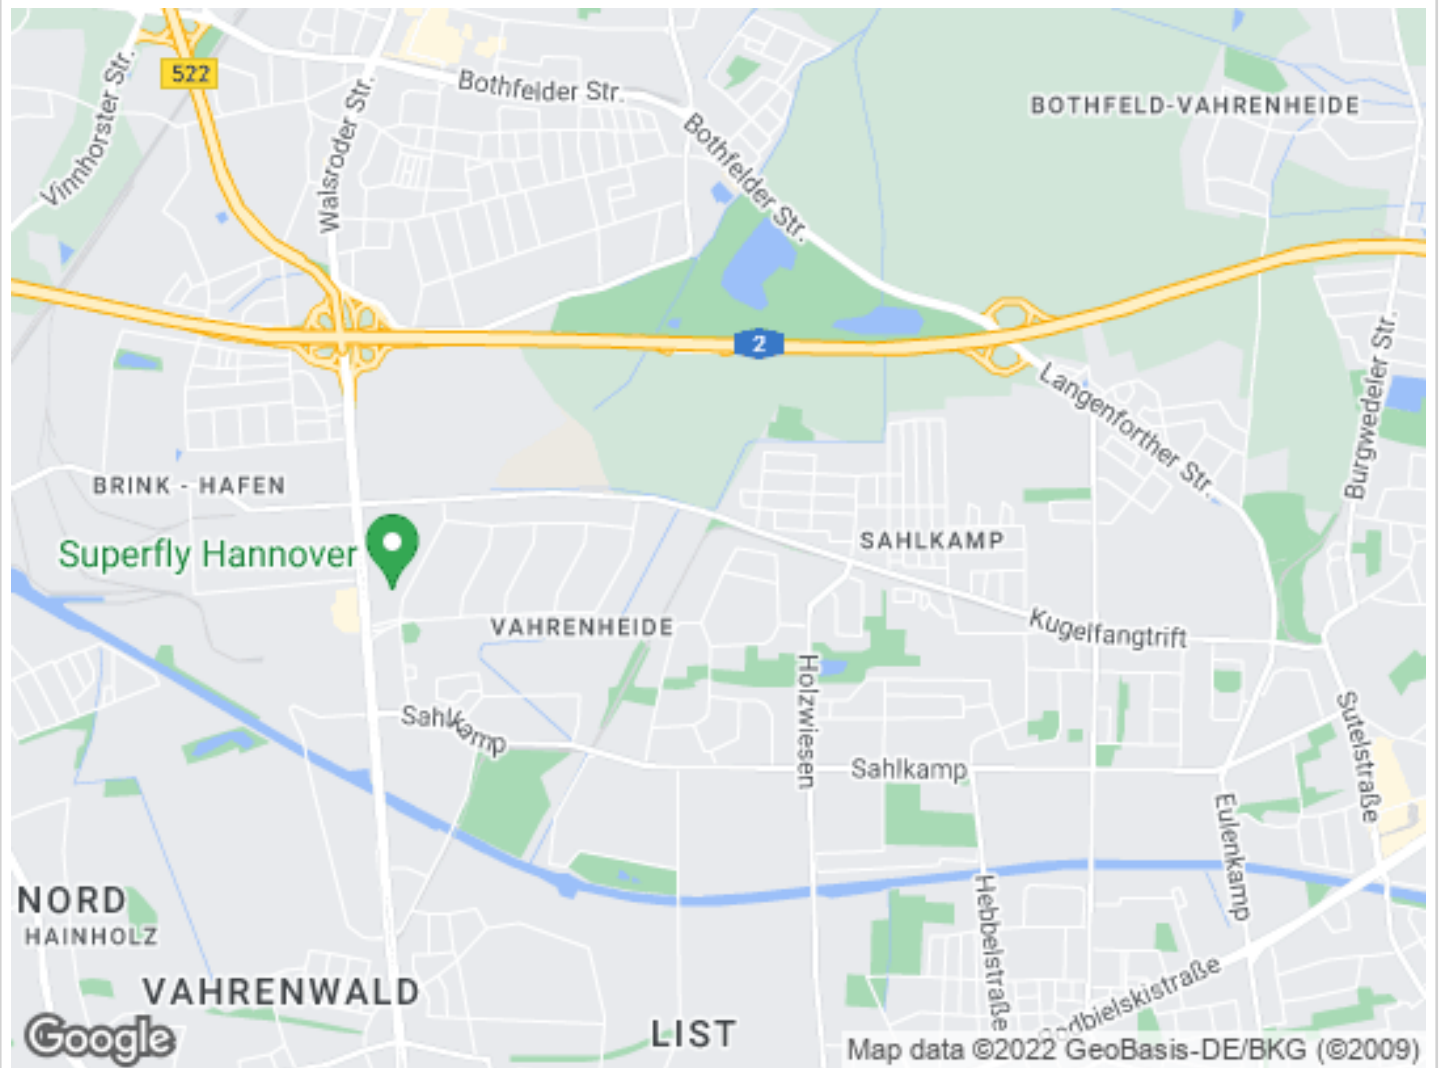 522
Vinnhorster Str.
Walsroder Str.
Bothfelder Str.
Bothfelder Str.
BOTHFELD-VAHRENHEIDE
2
Langenforther Str.
Burgwedeler Str.
BRINK - HAFEN
Superfly Hannover
SAHLKAMP
VAHRENHEIDE
Kugelfangtrift
Holzwiesen
Sahlkamp
Sahlkamp
Sutelstraße
Eulenkamp
NORD
HAINHOLZ
Hebbelstraße
VAHRENWALD
LIST
Google
Map data ©2022 GeoBasis-DE/BKG (©2009)